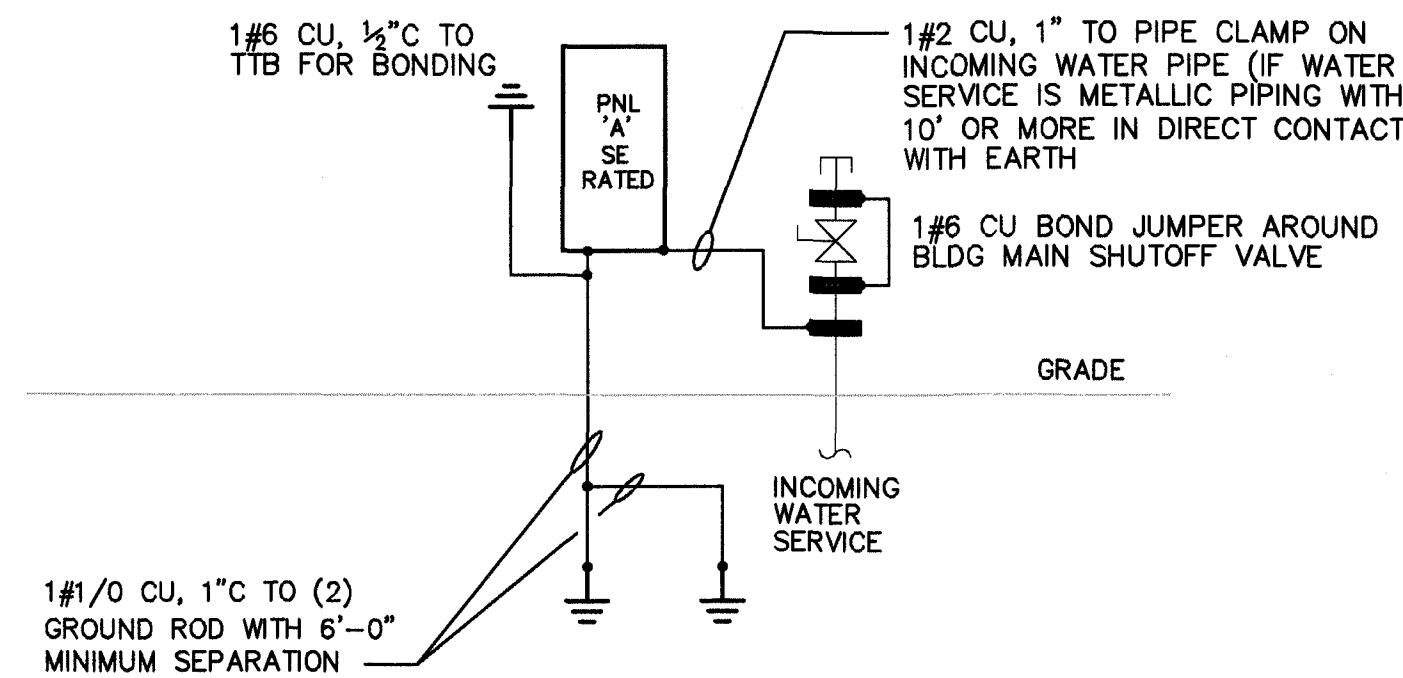 1#6 CU, ½"C TO
TTB FOR BONDING
PNL
'A'
SE
RATED
1#2 CU, 1" TO PIPE CLAMP ON
INCOMING WATER PIPE (IF WATER
SERVICE IS METALLIC PIPING WITH
10' OR MORE IN DIRECT CONTACT
WITH EARTH
1#6 CU BOND JUMPER AROUND
BLDG MAIN SHUTOFF VALVE
GRADE
INCOMING
WATER
SERVICE
1#1/0 CU, 1"C TO (2)
GROUND ROD WITH 6'-0"
MINIMUM SEPARATION